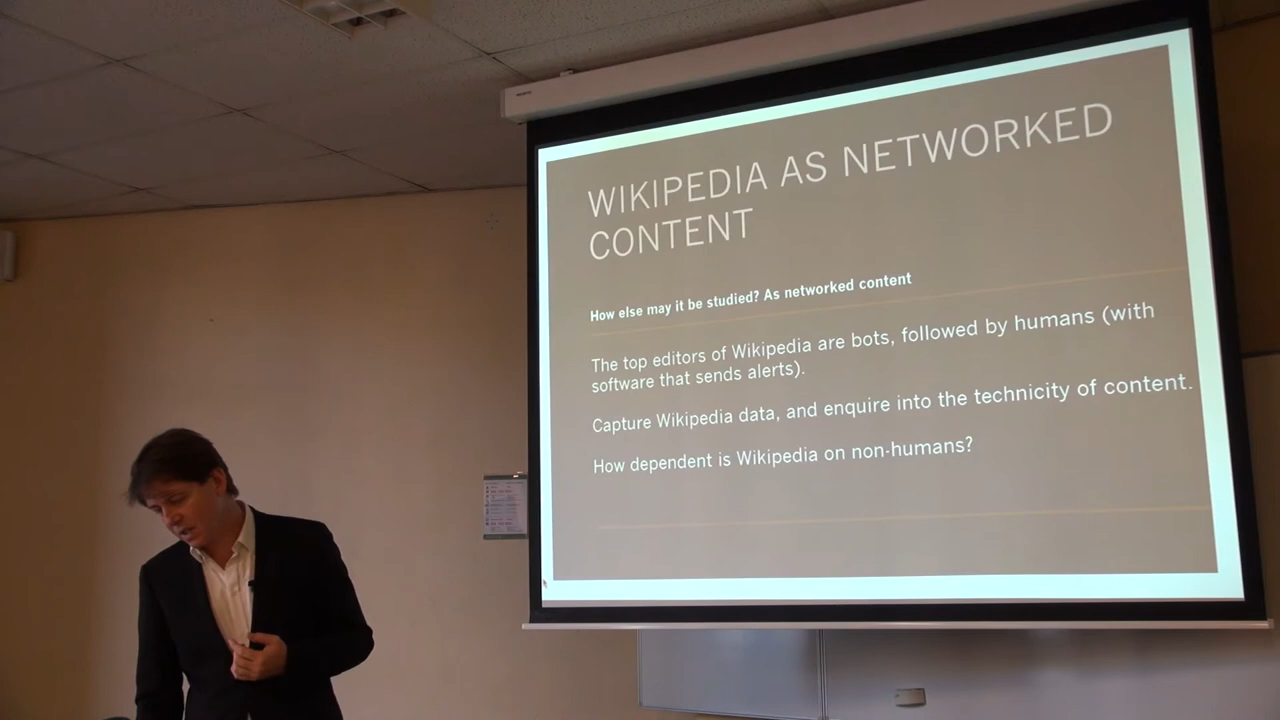 WIKIPEDIA AS NETWORKED
CONTENT
How else may it be studied? As networked content
The top editors of Wikipedia are bots, followed by humans (with
software that sends alerts).
Capture Wikipedia data, and enquire into the technicity of content.
How dependent is Wikipedia on non-humans?